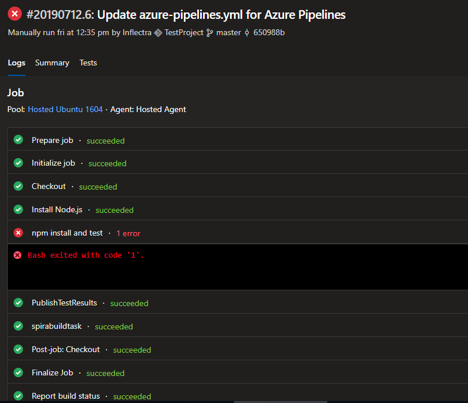 #20190712.6: Update azure-pipelines.yml for Azure Pipelines
Manually run fri at 12:35 pm by Inflectra TestProject master 650988b
Logs Summary Tests
Job
Pool: Hosted Ubuntu 1604 · Agent: Hosted Agent
Prepare job · succeeded
Initialize job · succeeded
Checkout · succeeded
Install Node.js · succeeded
npm install and test · 1 error
Bash exited with code '1'.
PublishTestResults · succeeded
spirabuildtask · succeeded
Post-job: Checkout · succeeded
Finalize Job · succeeded
Report build status · succeeded